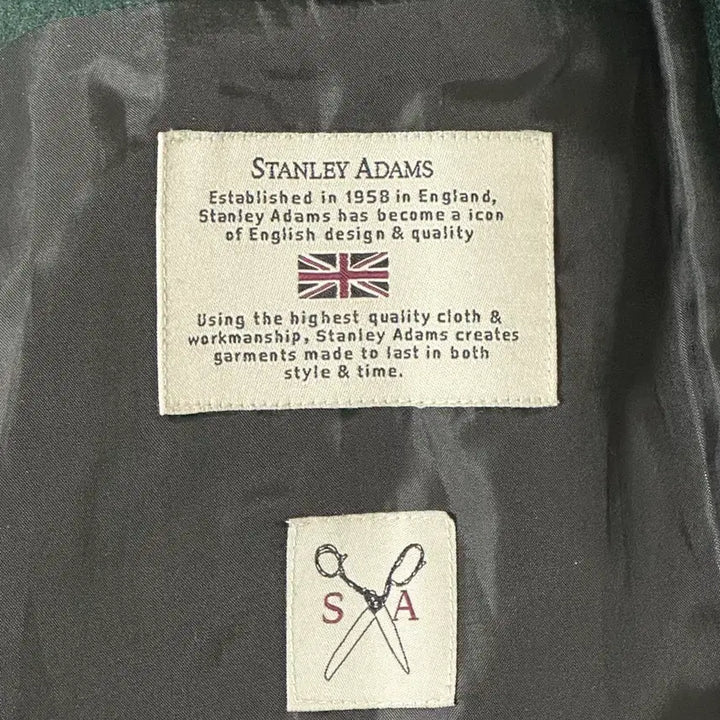 STANLEY ADAMS
Established in 1958 in England,
Stanley Adams has become a icon
of English design & quality
Using the highest quality cloth &
workmanship, Stanley Adams creates
garments made to last in both
style & time.
S A